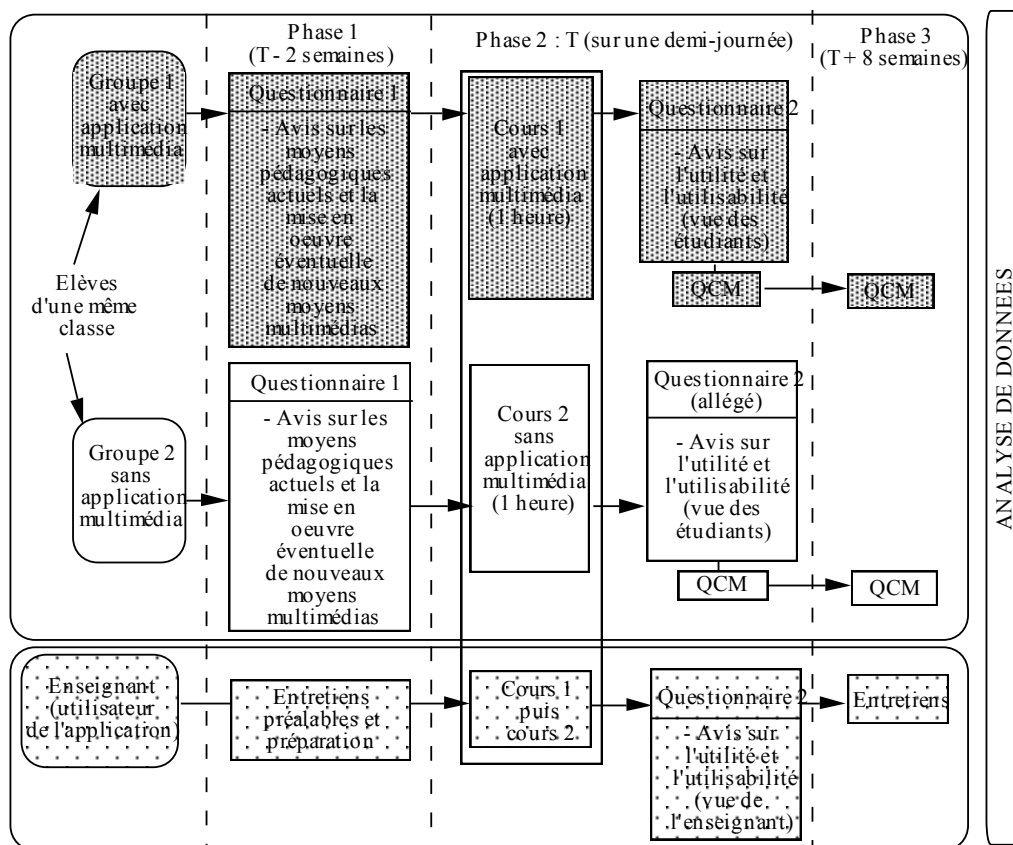 Phase 1
(T - 2 semaines)
Phase 2 : T (sur une demi-journée)
Phase 3
(T + 8 semaines)
Groupe 1
avec
application
multimédia
Questionnaire 1
- Avis sur les
moyens
pédagogiques
actuels et la
mise en
oeuvre
éventuelle
de nouveaux
moyens
multimédias
Cours 1
avec
application
multimédia
(1 heure)
Questionnaire 2
- Avis sur
l'utilité et
l'utilisabilité
(vue des
étudiants)
QCM
QCM
Elèves
d'une même
classe
Groupe 2
sans
application
multimédia
Questionnaire 1
- Avis sur les
moyens
pédagogiques
actuels et la
mise en
oeuvre
éventuelle
de nouveaux
moyens
multimédias
Cours 2
sans
application
multimédia
(1 heure)
Questionnaire 2
(allégé)
- Avis sur
l'utilité et
l'utilisabilité
(vue des
étudiants)
QCM
QCM
Enseignant
(utilisateur
de l'application)
Entretiens
préalables et
préparation
Cours 1
puis
cours 2
Questionnaire 2
- Avis sur
l'utilité et
l'utilisabilité
(vue de
l'enseignant)
Entretiens
ANALYSE DE DONNEES